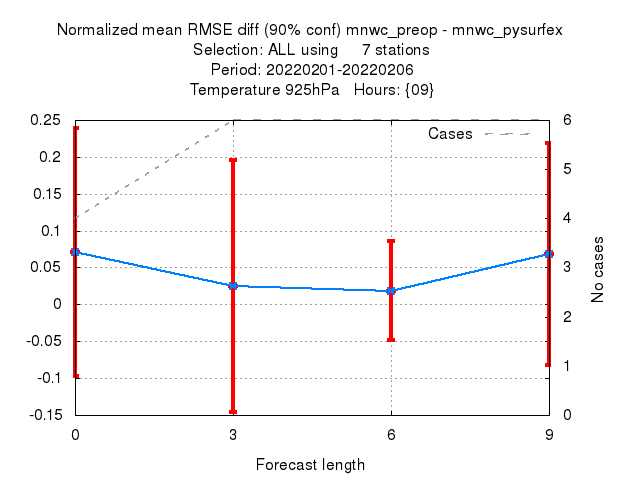 Normalized mean RMSE diff (90% conf) mnwc_preop - mnwc_pysurfex
Selection: ALL using 7 stations
Period: 20220201-20220206
Temperature 925hPa Hours: {09}
Cases
0.25
0.2
0.15
0.1
0.05
0
-0.05
-0.1
-0.15
6
5
4
3
2
1
0
No cases
0 3 6 9
Forecast length